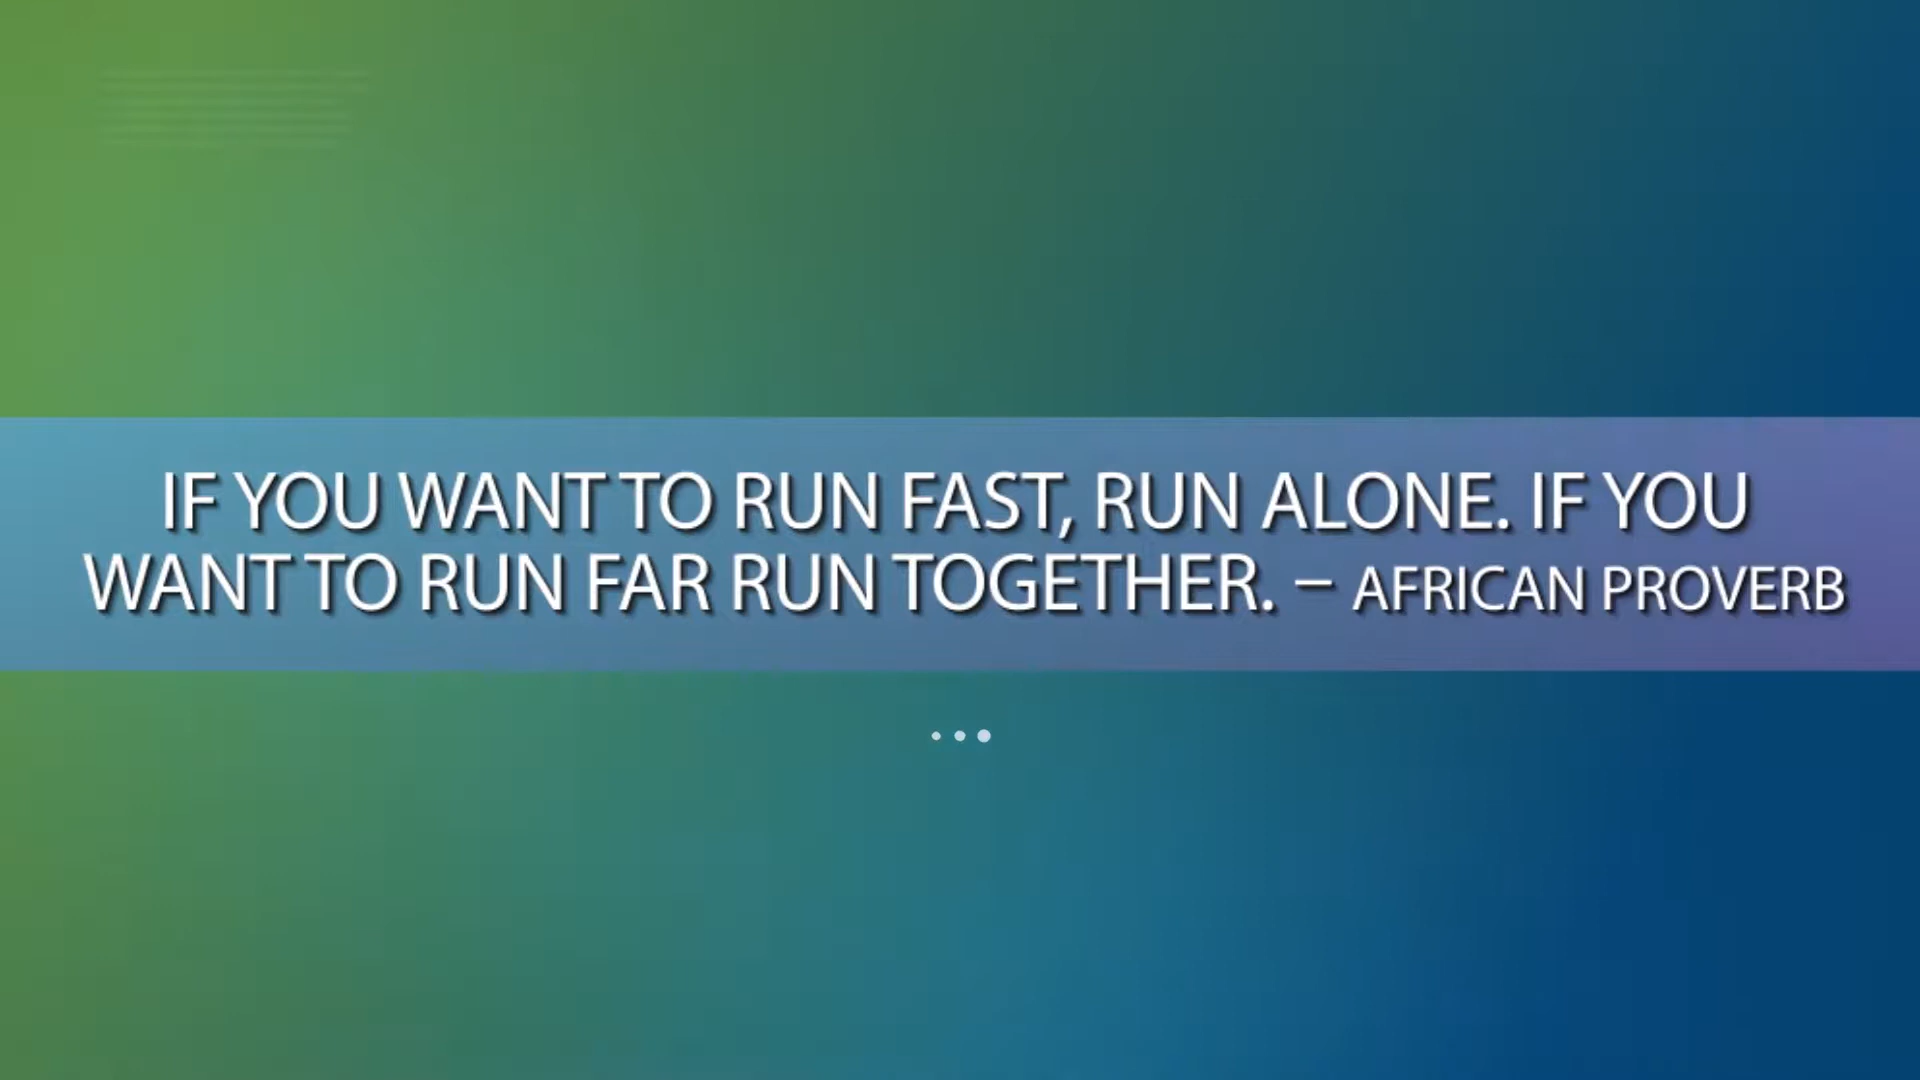 IF YOU WANT TO RUN FAST, RUN ALONE. IF YOU
WANT TO RUN FAR RUN TOGETHER. – AFRICAN PROVERB